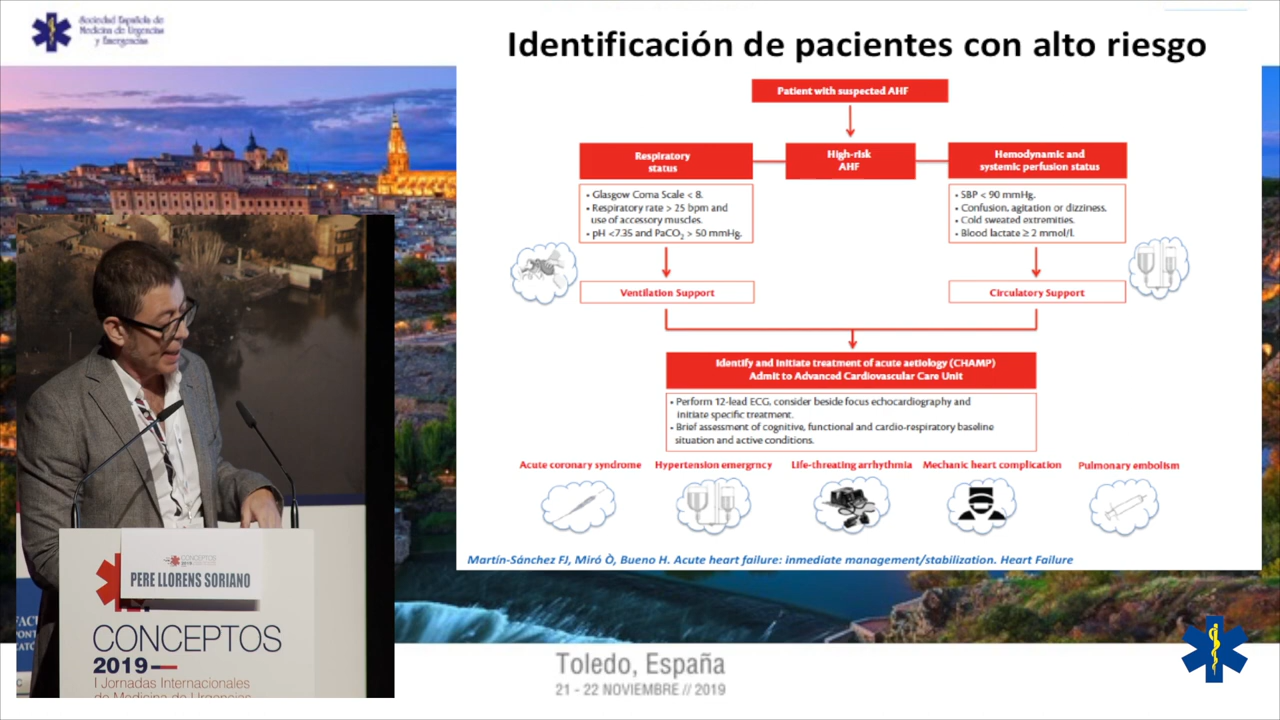 Sociedad Española de
Medicina de Urgencias
y Emergencias
Identificación de pacientes con alto riesgo
Patient with suspected AHF
Respiratory
status
High-risk
AHF
Hemodynamic and
systemic perfusion status
• Glasgow Coma Scale < 8.
• Respiratory rate > 25 bpm and
use of accessory muscles.
• pH <7.35 and PaCO2 > 50 mmHg.
• SBP < 90 mmHg.
• Confusion, agitation or dizziness.
• Cold sweated extremities.
• Blood lactate ≥ 2 mmol/l.
Ventilation Support
Circulatory Support
Identify and initiate treatment of acute aetiology (CHAMP)
Admit to Advanced Cardiovascular Care Unit
• Perform 12-lead ECG, consider beside focus echocardiography and
initiate specific treatment.
• Brief assessment of cognitive, functional and cardio-respiratory baseline
situation and active conditions.
Acute coronary syndrome
Hypertension emergrncy
Life-threating arrhythmia
Mechanic heart complication
Pulmonary embolism
Martín-Sánchez FJ, Miró Ò, Bueno H. Acute heart failure: inmediate management/stabilization. Heart Failure
CONCEPTOS
PERE LLORENS SORIANO
CONCEPTOS
2019
I Jornadas Internacionales
de Medicina de Urgencias
Toledo, España
21 - 22 NOVIEMBRE // 2019